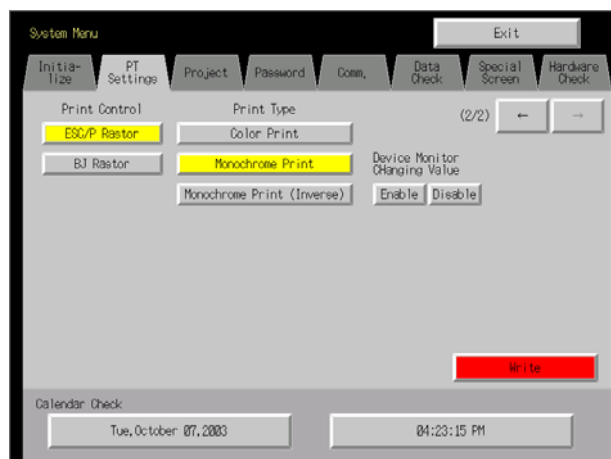 System Menu
Exit
Initia-
lize
PT
Settings
Project
Password
Comm.
Data
Check
Special
Screen
Hardware
Check
Print Control
Print Type
(2/2)
←
→
ESC/P Rastor
Color Print
BJ Rastor
Monochrome Print
Device Monitor
CHanging Value
Monochrome Print (Inverse)
Enable
Disable
Write
Calendar Check
Tue,October 07,2003
04:23:15 PM